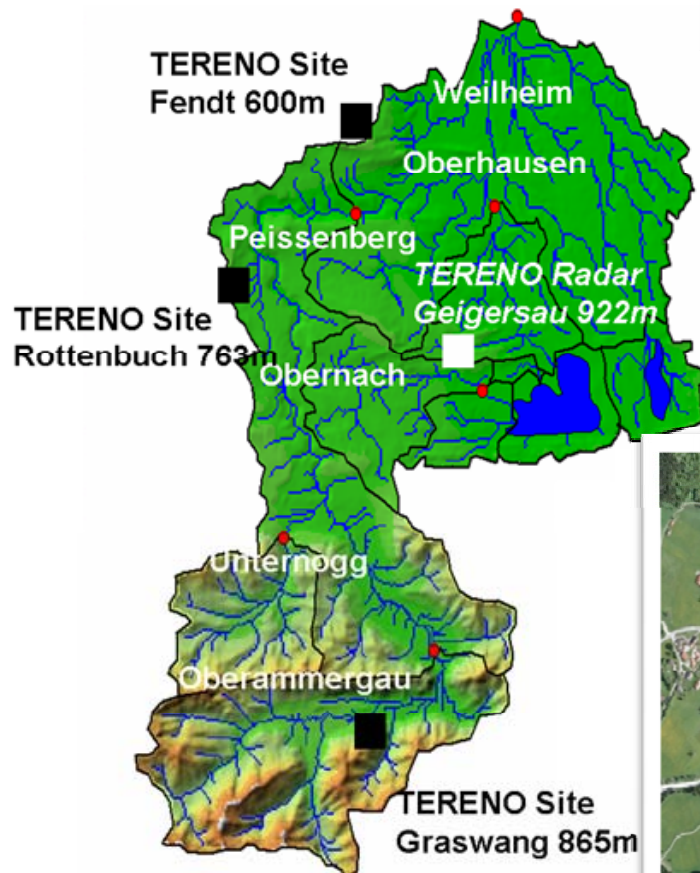 TERENO Site
Fendt 600m
Weilheim
Oberhausen
Peissenberg
TERENO Radar
Geigersau 922m
TERENO Site
Rottenbuch 763m
Obernach
Unternogg
Oberammergau
TERENO Site
Graswang 865m